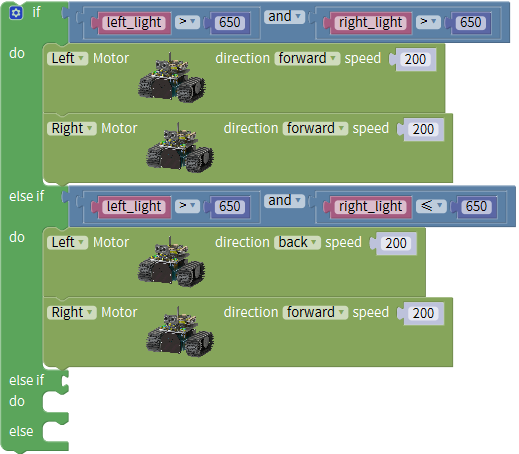 if left_light > 650 and right_light > 650
do Left Motor direction forward speed 200
Right Motor direction forward speed 200
else if left_light > 650 and right_light ≤ 650
do Left Motor direction back speed 200
Right Motor direction forward speed 200
else if
do
else